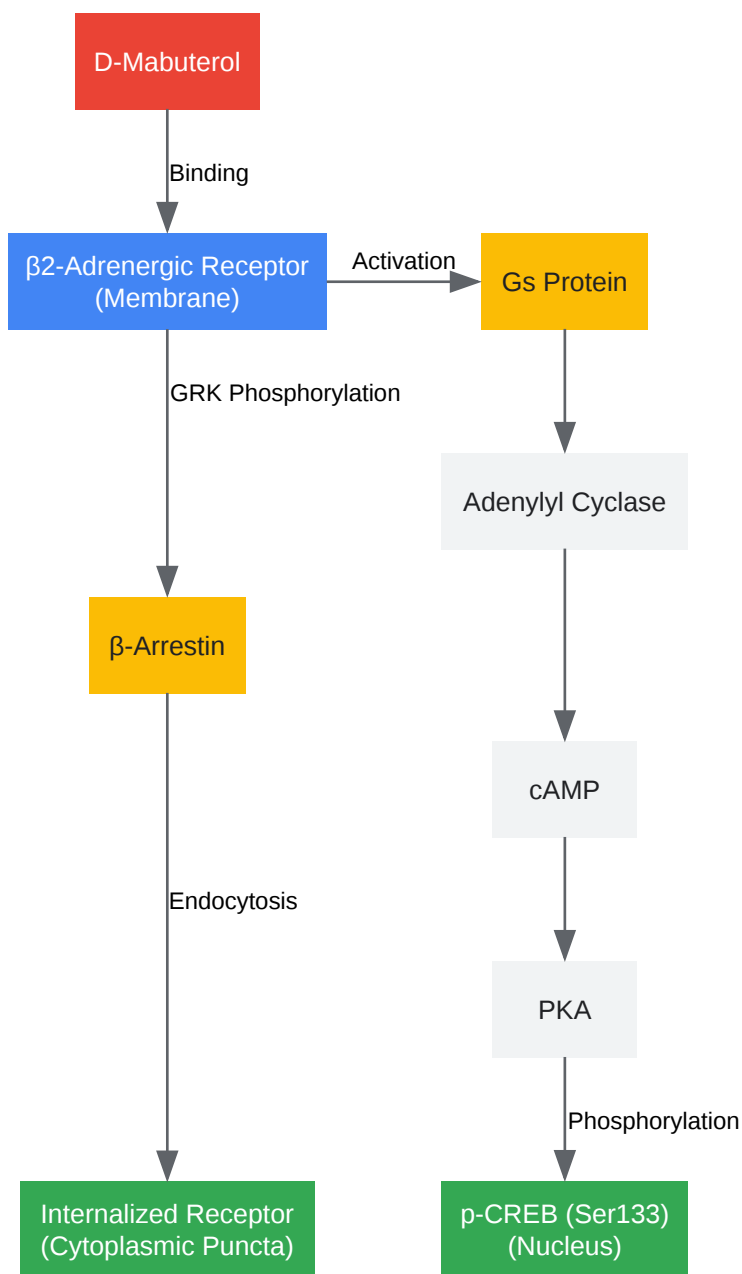 D-Mabuterol
Binding
β2-Adrenergic Receptor
(Membrane)
Activation
Gs Protein
GRK Phosphorylation
Adenylyl Cyclase
β-Arrestin
cAMP
Endocytosis
PKA
Phosphorylation
Internalized Receptor
(Cytoplasmic Puncta)
p-CREB (Ser133)
(Nucleus)